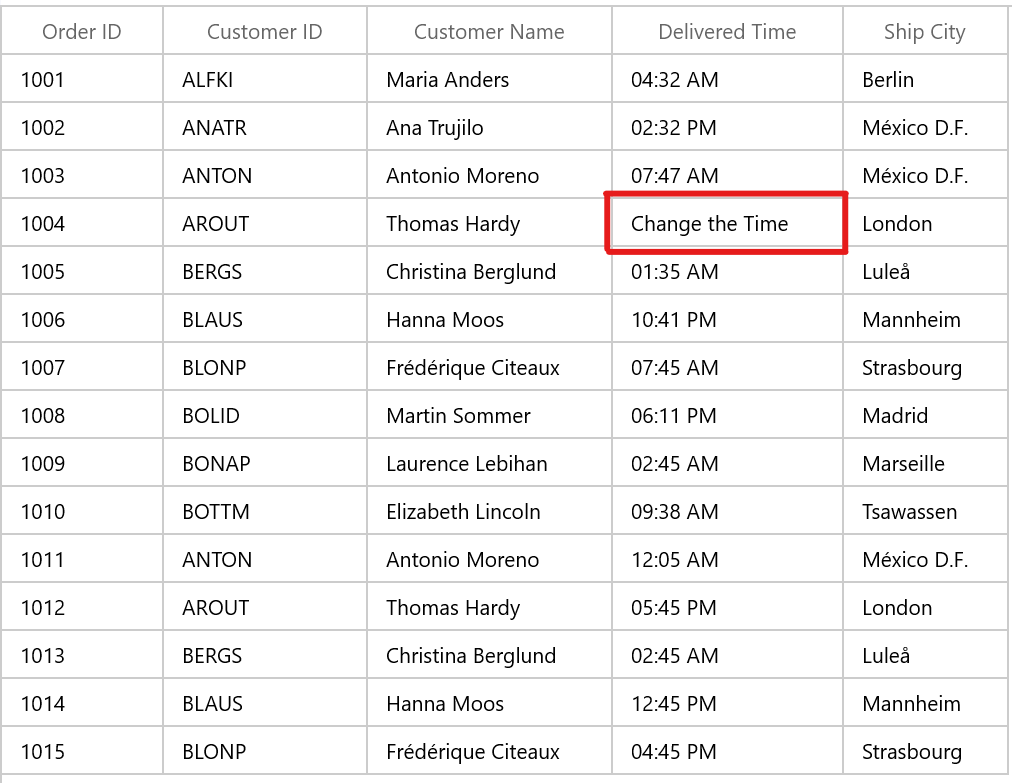 Order ID Customer ID Customer Name Delivered Time Ship City
1001 ALFKI Maria Anders 04:32 AM Berlin
1002 ANATR Ana Trujilo 02:32 PM México D.F.
1003 ANTON Antonio Moreno 07:47 AM México D.F.
1004 AROUT Thomas Hardy Change the Time London
1005 BERGS Christina Berglund 01:35 AM Luleå
1006 BLAUS Hanna Moos 10:41 PM Mannheim
1007 BLONP Frédérique Citeaux 07:45 AM Strasbourg
1008 BOLID Martin Sommer 06:11 PM Madrid
1009 BONAP Laurence Lebihan 02:45 AM Marseille
1010 BOTTM Elizabeth Lincoln 09:38 AM Tsawassen
1011 ANTON Antonio Moreno 12:05 AM México D.F.
1012 AROUT Thomas Hardy 05:45 PM London
1013 BERGS Christina Berglund 02:45 AM Luleå
1014 BLAUS Hanna Moos 12:45 PM Mannheim
1015 BLONP Frédérique Citeaux 04:45 PM Strasbourg